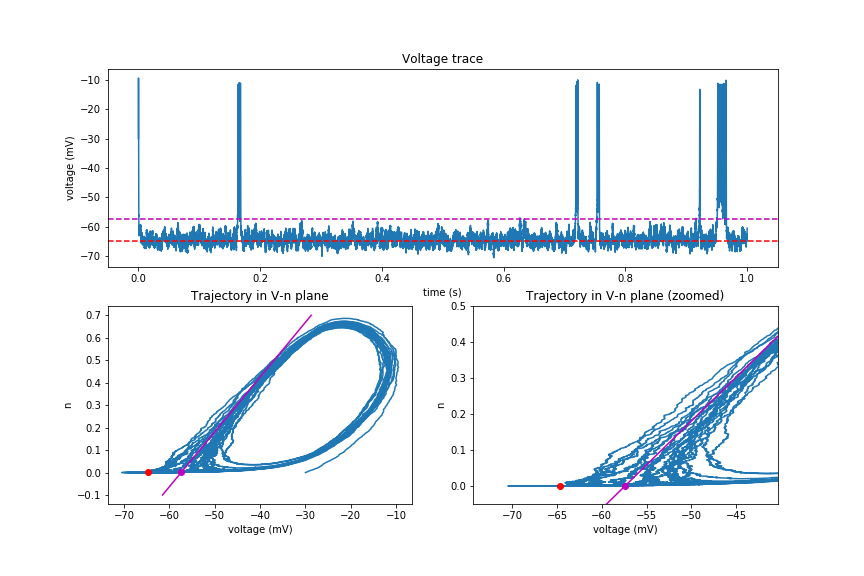 Voltage trace
voltage (mV)
−10
−20
−30
−40
−50
−60
−70
0.0 0.2 0.4 0.6 0.8 1.0
time (s)
Trajectory in V-n plane
n
0.7
0.6
0.5
0.4
0.3
0.2
0.1
0.0
−0.1
−70 −60 −50 −40 −30 −20 −10
voltage (mV)
Trajectory in V-n plane (zoomed)
n
0.5
0.4
0.3
0.2
0.1
0.0
−70 −65 −60 −55 −50 −45
voltage (mV)